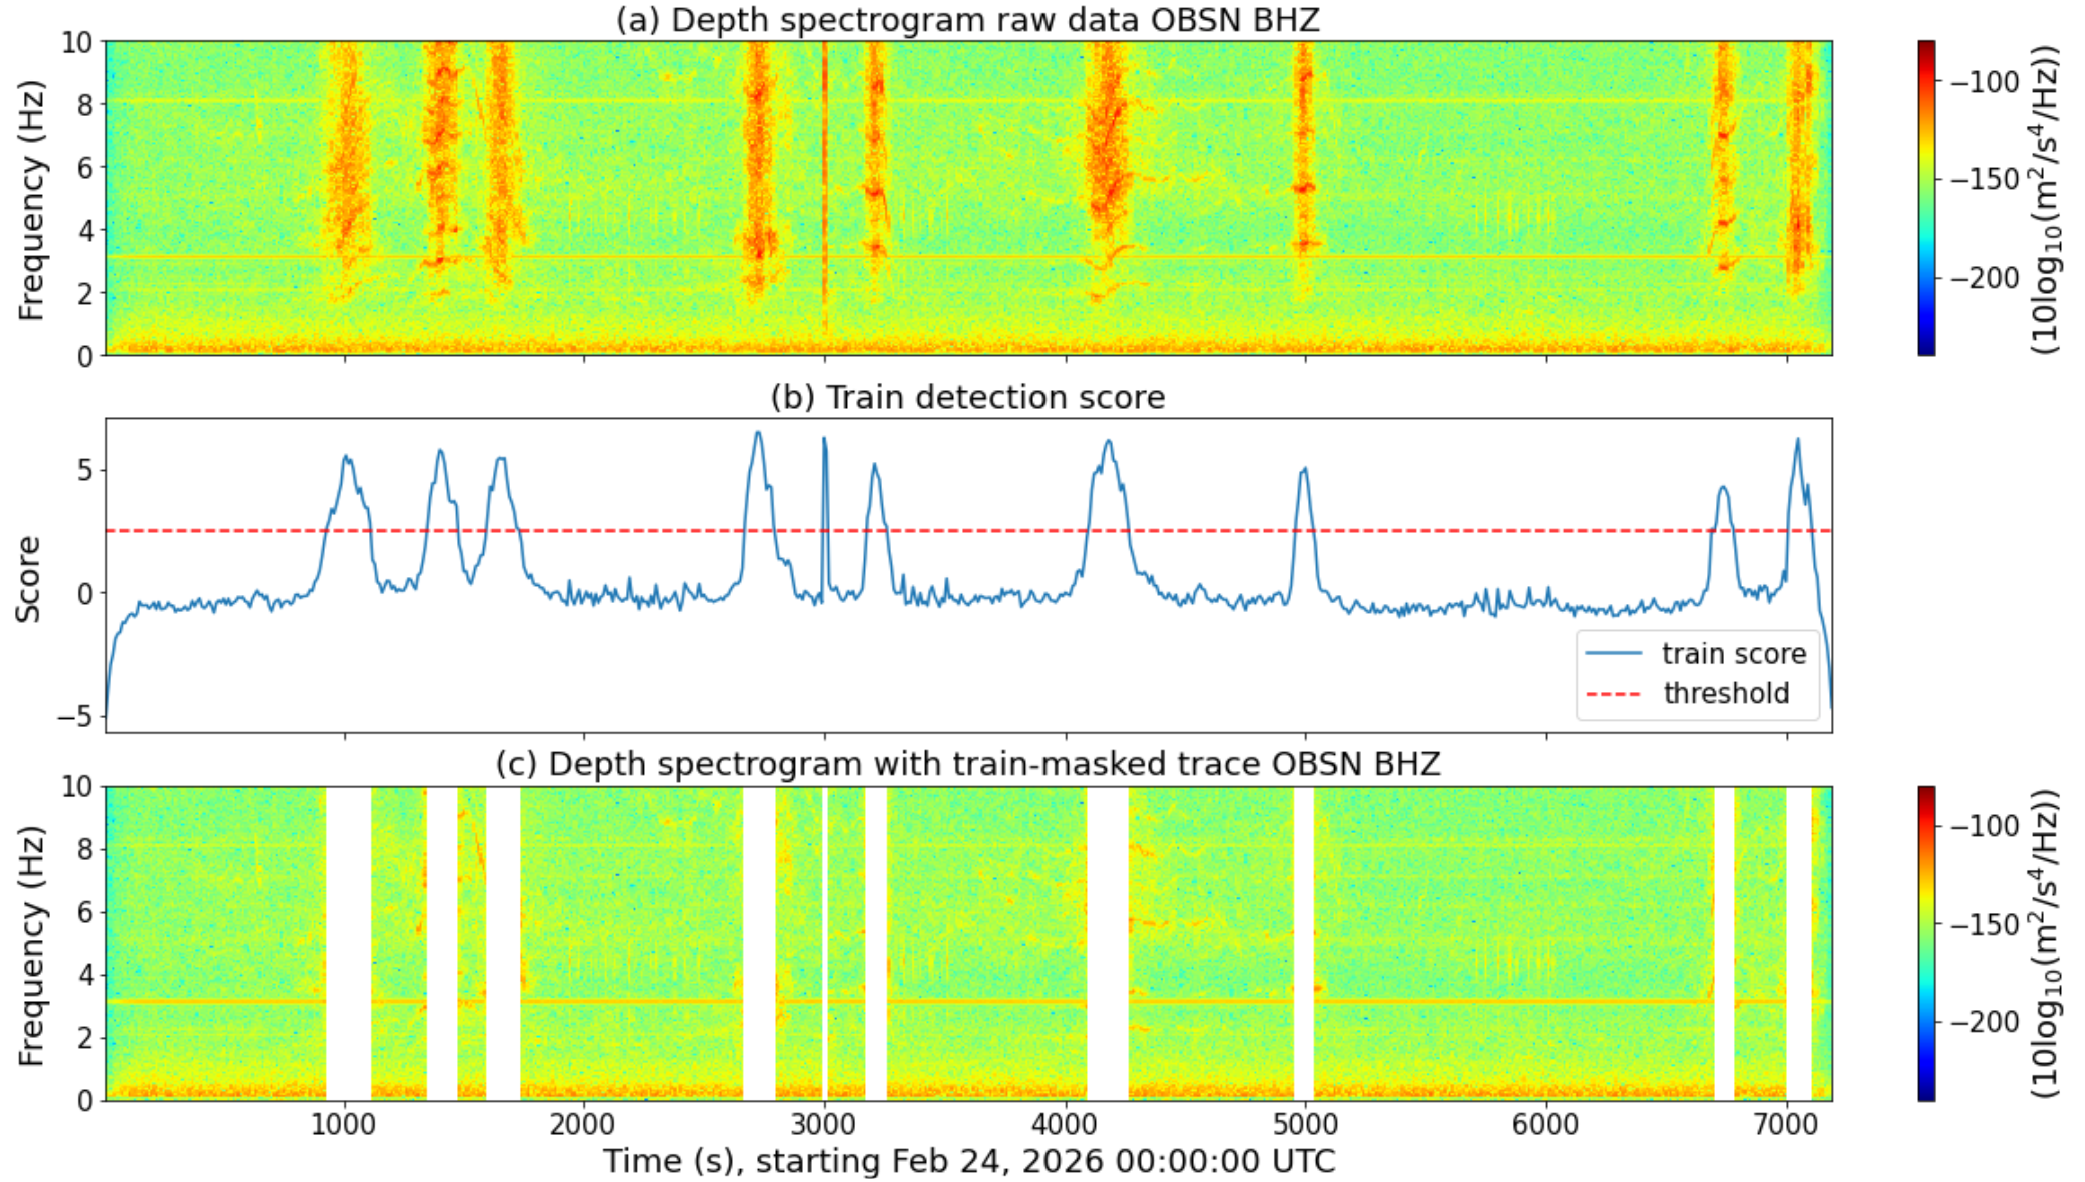 (a) Depth spectrogram raw data OBSN BHZ
10
8
6
4
2
0
Frequency (Hz)
−100
−150
−200
(10log₁₀(m²/s⁴/Hz))
(b) Train detection score
5
0
−5
Score
train score
threshold
(c) Depth spectrogram with train-masked trace OBSN BHZ
10
8
6
4
2
0
Frequency (Hz)
−100
−150
−200
(10log₁₀(m²/s⁴/Hz))
1000 2000 3000 4000 5000 6000 7000
Time (s), starting Feb 24, 2026 00:00:00 UTC